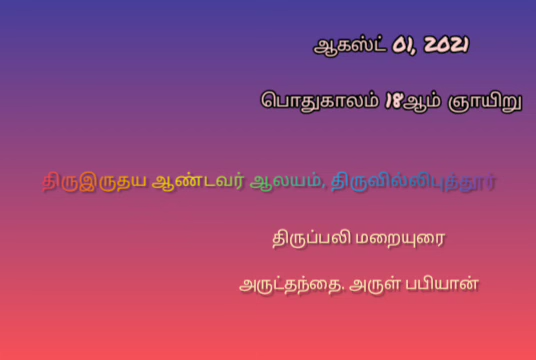 ஆகஸ்ட் 01, 2021
பொதுகாலம் 18ஆம் ஞாயிறு
திருஇருதய ஆண்டவர் ஆலயம், திருவில்லிபுத்தூர்
திருப்பலி மறையுரை
அருட்தந்தை. அருள் பபியான்